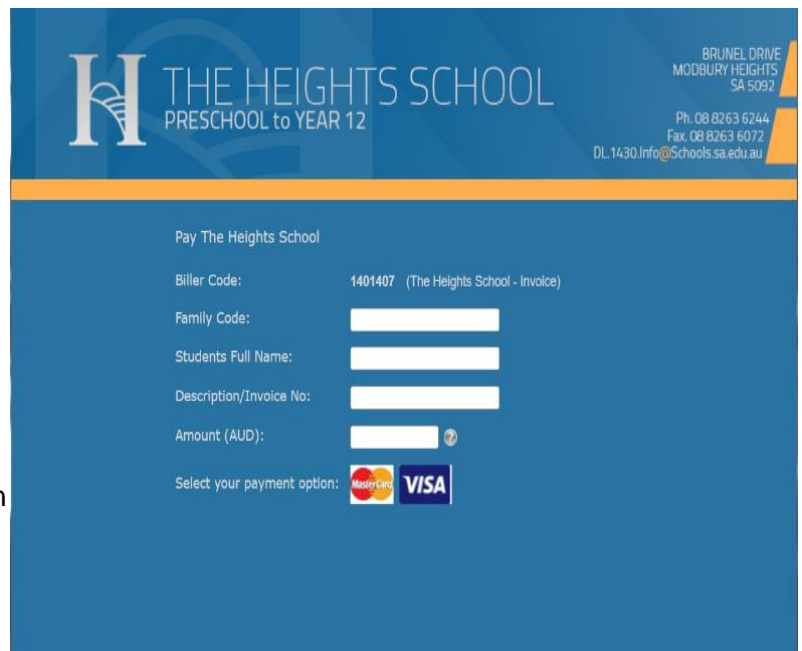 THE HEIGHTS SCHOOL
PRESCHOOL to YEAR 12
BRUNEL DRIVE
MODBURY HEIGHTS
SA 5092
Ph. 08 8263 6244
Fax. 08 8263 6072
DL.1430.Info@Schools.sa.edu.au
Pay The Heights School
Biller Code: 1401407 (The Heights School - Invoice)
Family Code:
Students Full Name:
Description/Invoice No:
Amount (AUD): ?
Select your payment option: MasterCard VISA
n